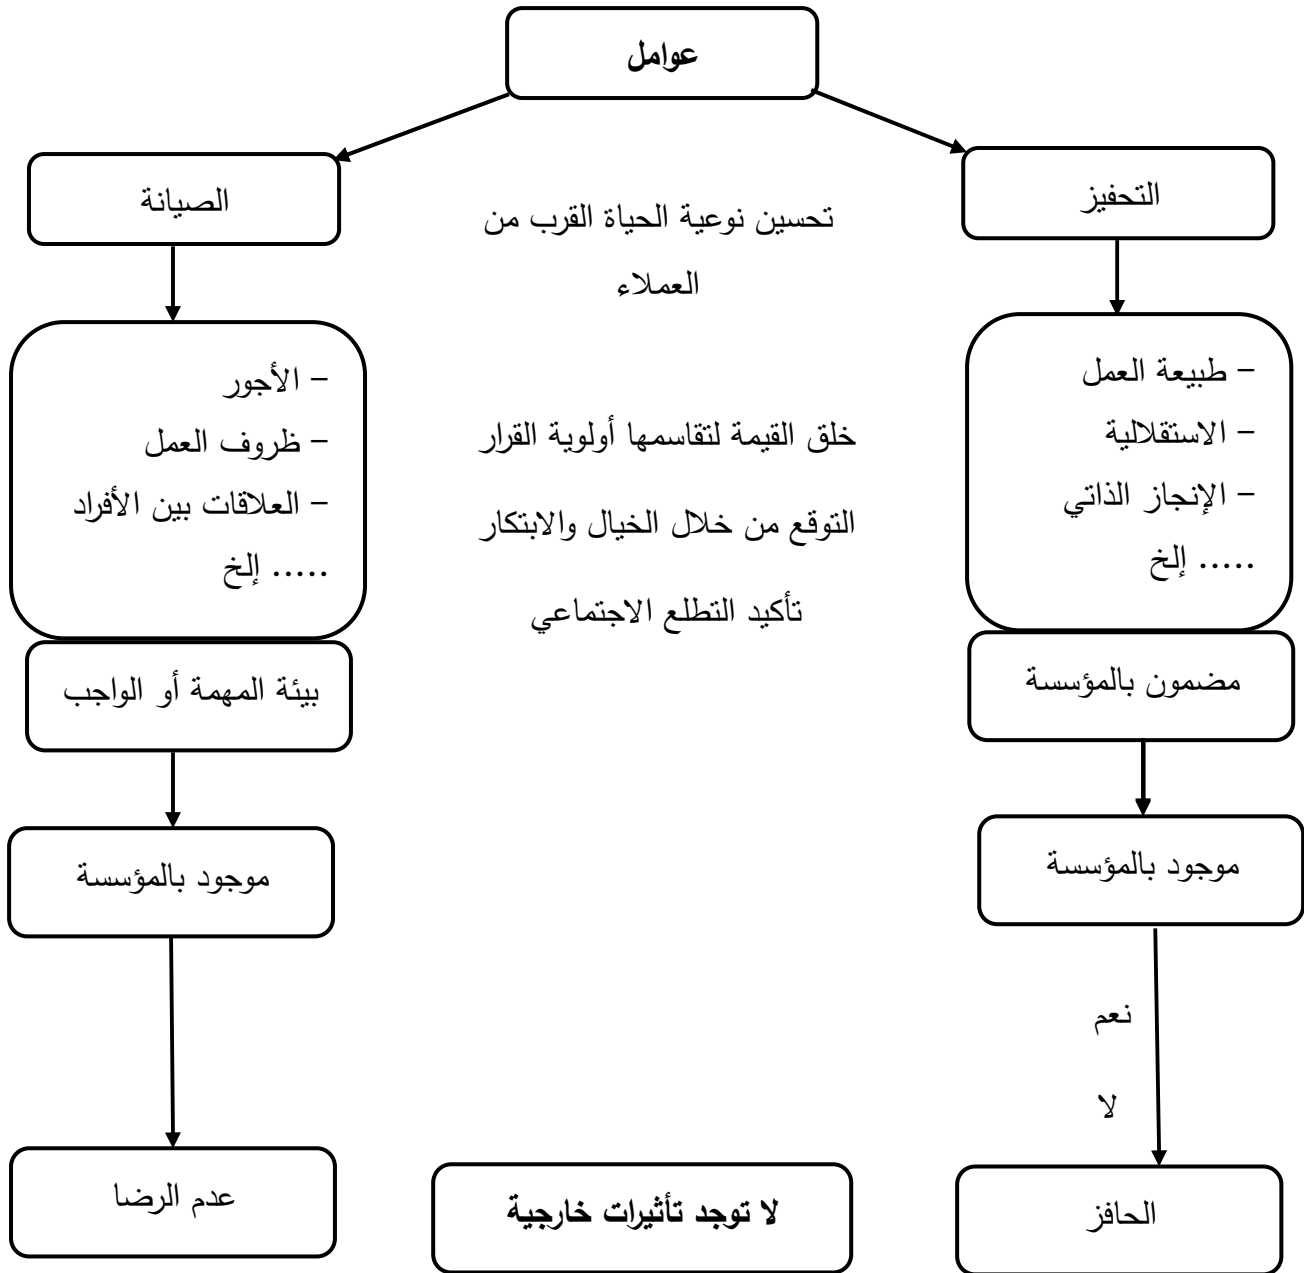 عوامل
التحفيز
الصيانة
تحسين نوعية الحياة القرب من
العملاء
– طبيعة العمل
– الاستقلالية
– الإنجاز الذاتي
..... إلخ
– الأجور
– ظروف العمل
– العلاقات بين الأفراد
..... إلخ
خلق القيمة لتقاسمها أولوية القرار
التوقع من خلال الخيال والابتكار
تأكيد التطلع الاجتماعي
مضمون بالمؤسسة
بيئة المهمة أو الواجب
موجود بالمؤسسة
موجود بالمؤسسة
نعم
لا
الحافز
لا توجد تأثيرات خارجية
عدم الرضا